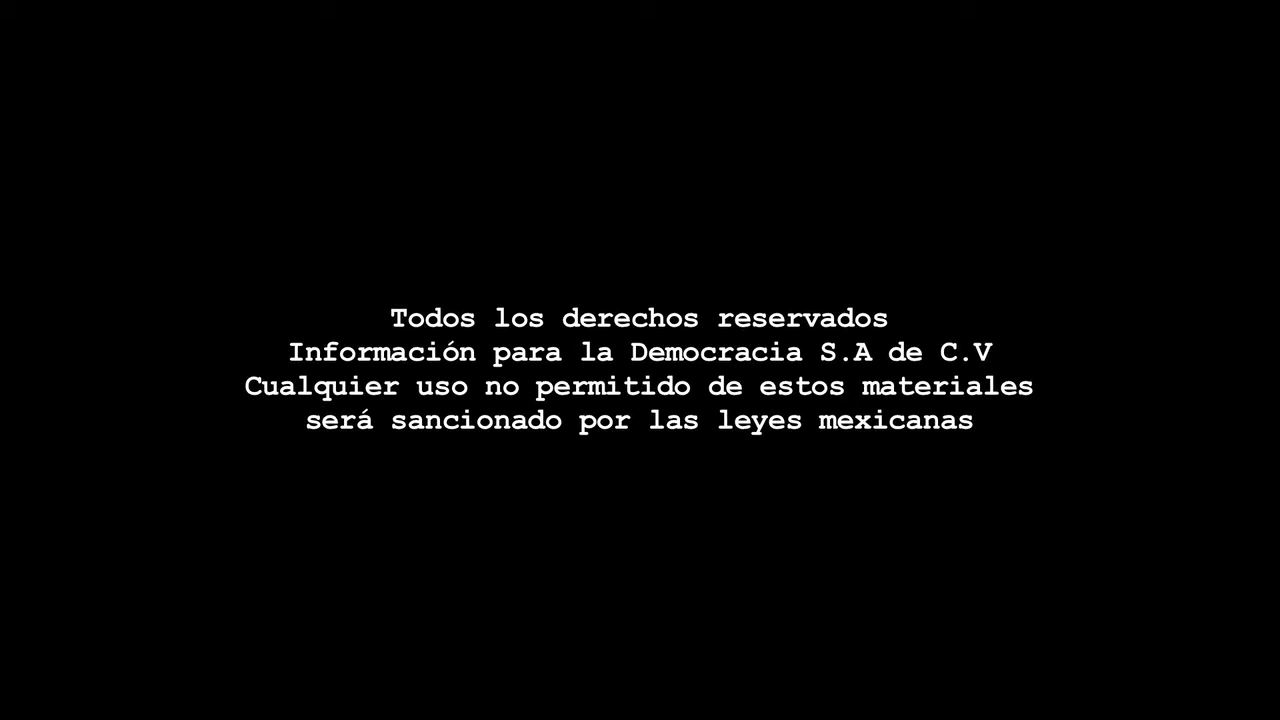 Todos los derechos reservados
Información para la Democracia S.A de C.V
Cualquier uso no permitido de estos materiales
será sancionado por las leyes mexicanas